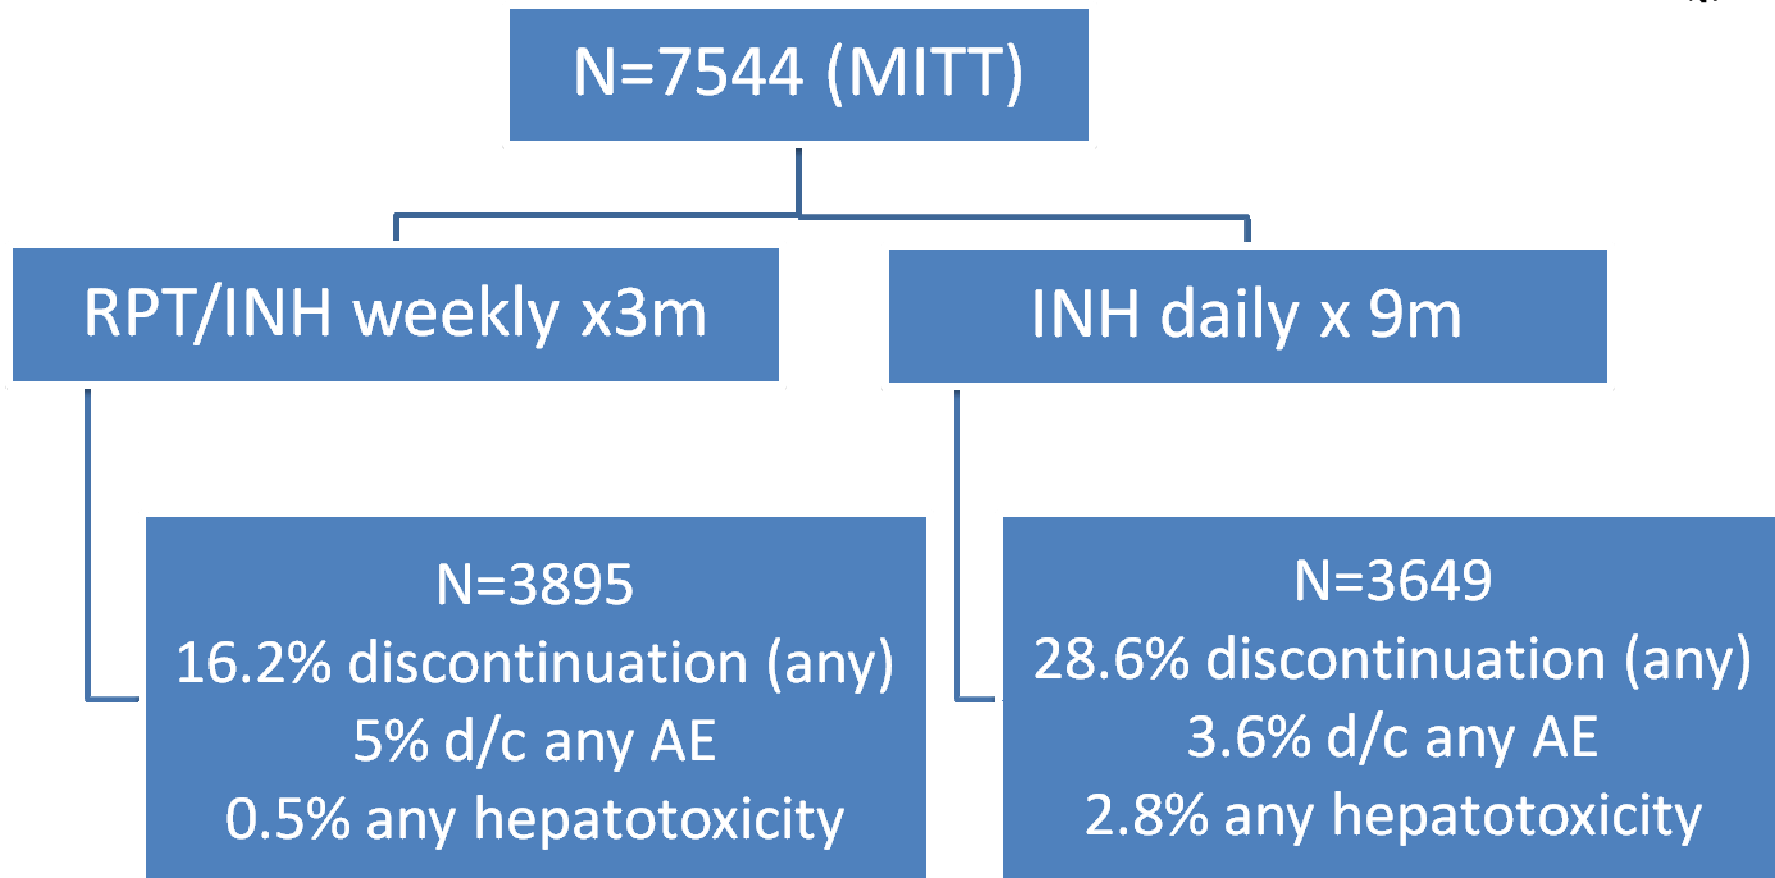 N=7544 (MITT)
RPT/INH weekly x3m
INH daily x 9m
N=3895
16.2% discontinuation (any)
5% d/c any AE
0.5% any hepatotoxicity
N=3649
28.6% discontinuation (any)
3.6% d/c any AE
2.8% any hepatotoxicity